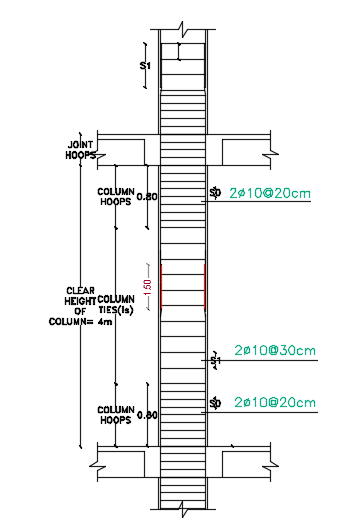 S1
JOINT
HOOPS
COLUMN
HOOPS
0.80
S0
2ø10@20cm
1.50
CLEAR
HEIGHT
OF
COLUMN= 4m
COLUMN
TIES(ls)
2ø10@30cm
S1
COLUMN
HOOPS
0.80
S0
2ø10@20cm